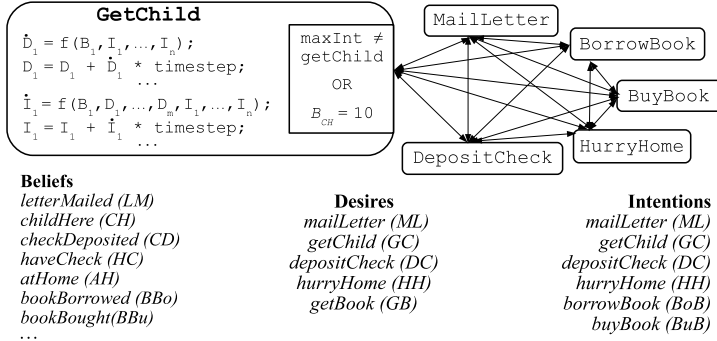 GetChild
Ḋ₁ = f(B₁,I₁,…,Iₙ);
D₁ = D₁ + Ḋ₁ * timestep;
…
İ₁ = f(B₁,D₁,…,Dₘ,I₁,…,Iₙ);
I₁ = I₁ + İ₁ * timestep;
…
maxInt ≠
getChild
OR
B_CH = 10
MailLetter
BorrowBook
BuyBook
HurryHome
DepositCheck
Beliefs
letterMailed (LM)
childHere (CH)
checkDeposited (CD)
haveCheck (HC)
atHome (AH)
bookBorrowed (BBo)
bookBought(BBu)
…
Desires
mailLetter (ML)
getChild (GC)
depositCheck (DC)
hurryHome (HH)
getBook (GB)
Intentions
mailLetter (ML)
getChild (GC)
depositCheck (DC)
hurryHome (HH)
borrowBook (BoB)
buyBook (BuB)